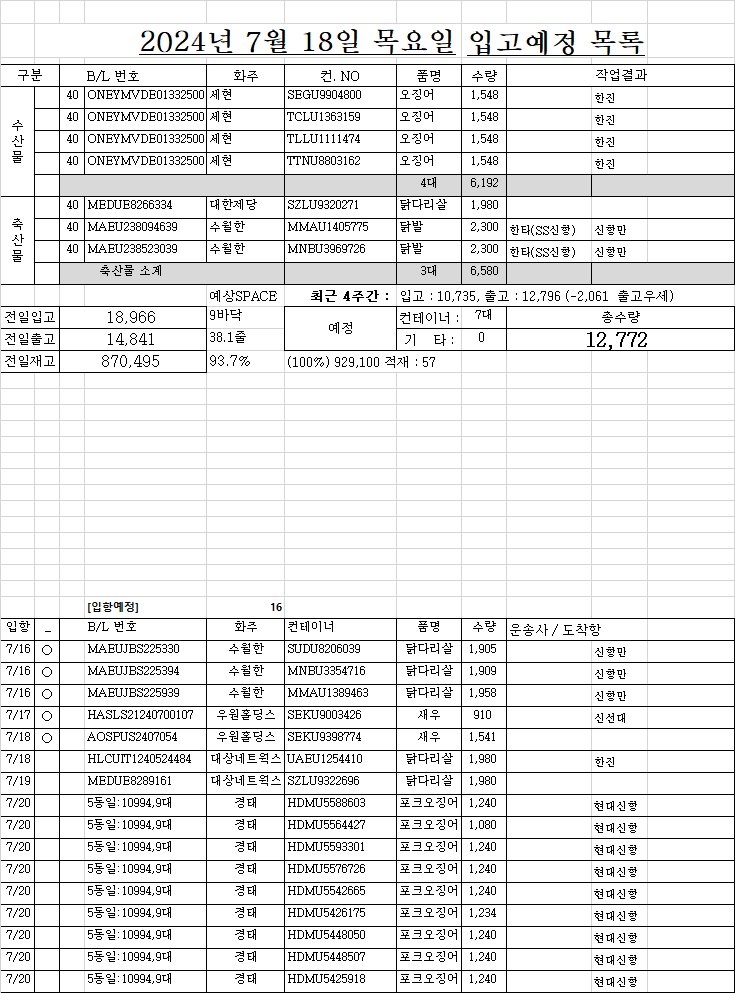 2024년 7월 18일 목요일 입고예정 목록
구분 B/L 번호 화주 컨. NO 품명 수량 작업결과
수산물
40 ONEYMVDE01332500 세현 SEGU9904800 오징어 1,548 한진
40 ONEYMVDE01332500 세현 TCLU1363159 오징어 1,548 한진
40 ONEYMVDE01332500 세현 TLLU1111474 오징어 1,548 한진
40 ONEYMVDE01332500 세현 TTNU8803162 오징어 1,548 한진
4대 6,192
축산물
40 MEDUE8266334 대한제당 SZLU9320271 닭다리살 1,980
40 MAEU238094639 수월한 MMAU1405775 닭발 2,300 한타(SS신항) 신항만
40 MAEU238523039 수월한 MNBU3969726 닭발 2,300 한타(SS신항) 신항만
축산물 소계 3대 6,580
예상SPACE 최근 4주간 : 입고 : 10,735, 출고 : 12,796 (-2,061 출고우세)
전일입고 18,966 9바닥 예정 컨테이너 : 7대 총수량
전일출고 14,841 38.1줄 기 타 : 0 12,772
전일재고 870,495 93.7% (100%) 929,100 적재 : 57
[입항예정] 16
입항 _ B/L 번호 화주 컨테이너 품명 수량 운송사 / 도착항
7/16 ○ MAEUJBS225330 수월한 SUDU8206039 닭다리살 1,905 신항만
7/16 ○ MAEUJBS225394 수월한 MNBU3354716 닭다리살 1,909 신항만
7/16 ○ MAEUJBS225939 수월한 MMAU1389463 닭다리살 1,958 신항만
7/17 ○ HASLS21240700107 우원홀딩스 SEKU9003426 새우 910 신선대
7/18 ○ AOSPUS2407054 우원홀딩스 SEKU9398774 새우 1,541
7/18 HLCUIT1240524484 대상네트웍스 UAEU1254410 닭다리살 1,980 한진
7/19 MEDUE8289161 대상네트웍스 SZLU9322696 닭다리살 1,980
7/20 5동일:10994,9대 경태 HDMU5588603 포크오징어 1,240 현대신항
7/20 5동일:10994,9대 경태 HDMU5564427 포크오징어 1,080 현대신항
7/20 5동일:10994,9대 경태 HDMU5593301 포크오징어 1,240 현대신항
7/20 5동일:10994,9대 경태 HDMU5576726 포크오징어 1,240 현대신항
7/20 5동일:10994,9대 경태 HDMU5542665 포크오징어 1,240 현대신항
7/20 5동일:10994,9대 경태 HDMU5426175 포크오징어 1,234 현대신항
7/20 5동일:10994,9대 경태 HDMU5448050 포크오징어 1,240 현대신항
7/20 5동일:10994,9대 경태 HDMU5448507 포크오징어 1,240 현대신항
7/20 5동일:10994,9대 경태 HDMU5425918 포크오징어 1,240 현대신항